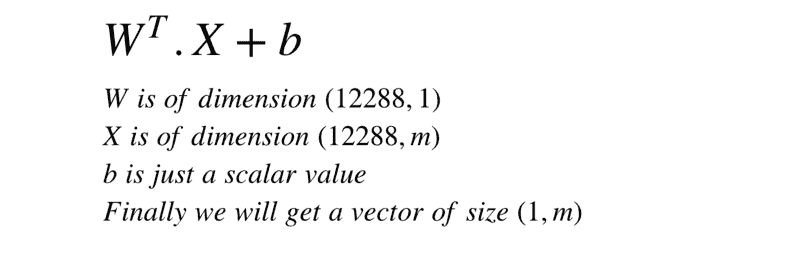 W^T . X + b
W is of dimension (12288, 1)
X is of dimension (12288, m)
b is just a scalar value
Finally we will get a vector of size (1, m)